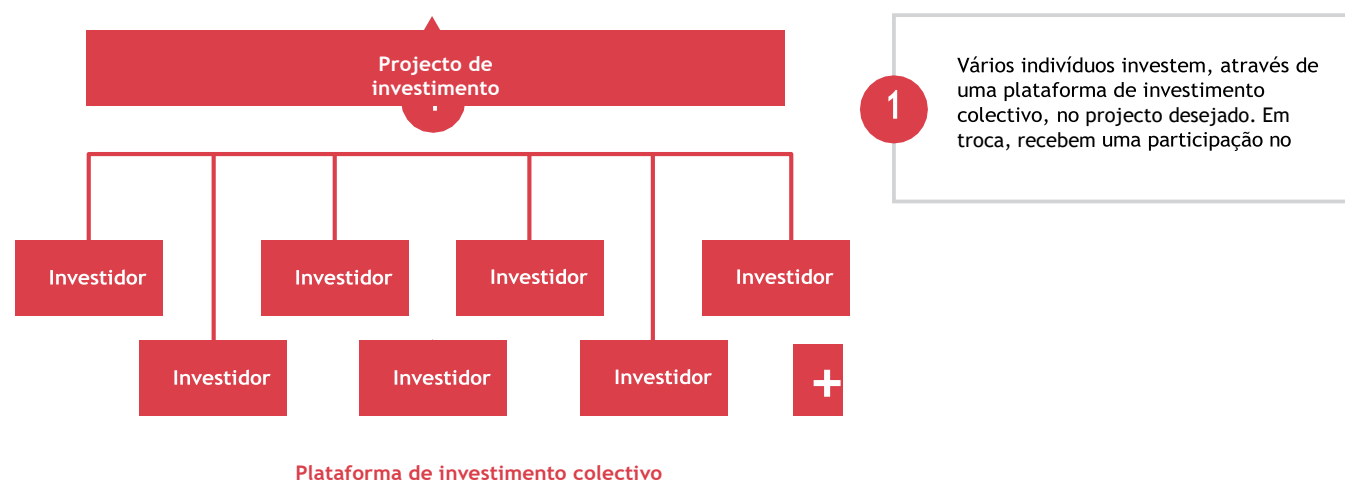 Projecto de
investimento
1
Vários indivíduos investem, através de
uma plataforma de investimento
colectivo, no projecto desejado. Em
troca, recebem uma participação no
Investidor
Investidor
Investidor
Investidor
Investidor
Investidor
Investidor
+
Plataforma de investimento colectivo